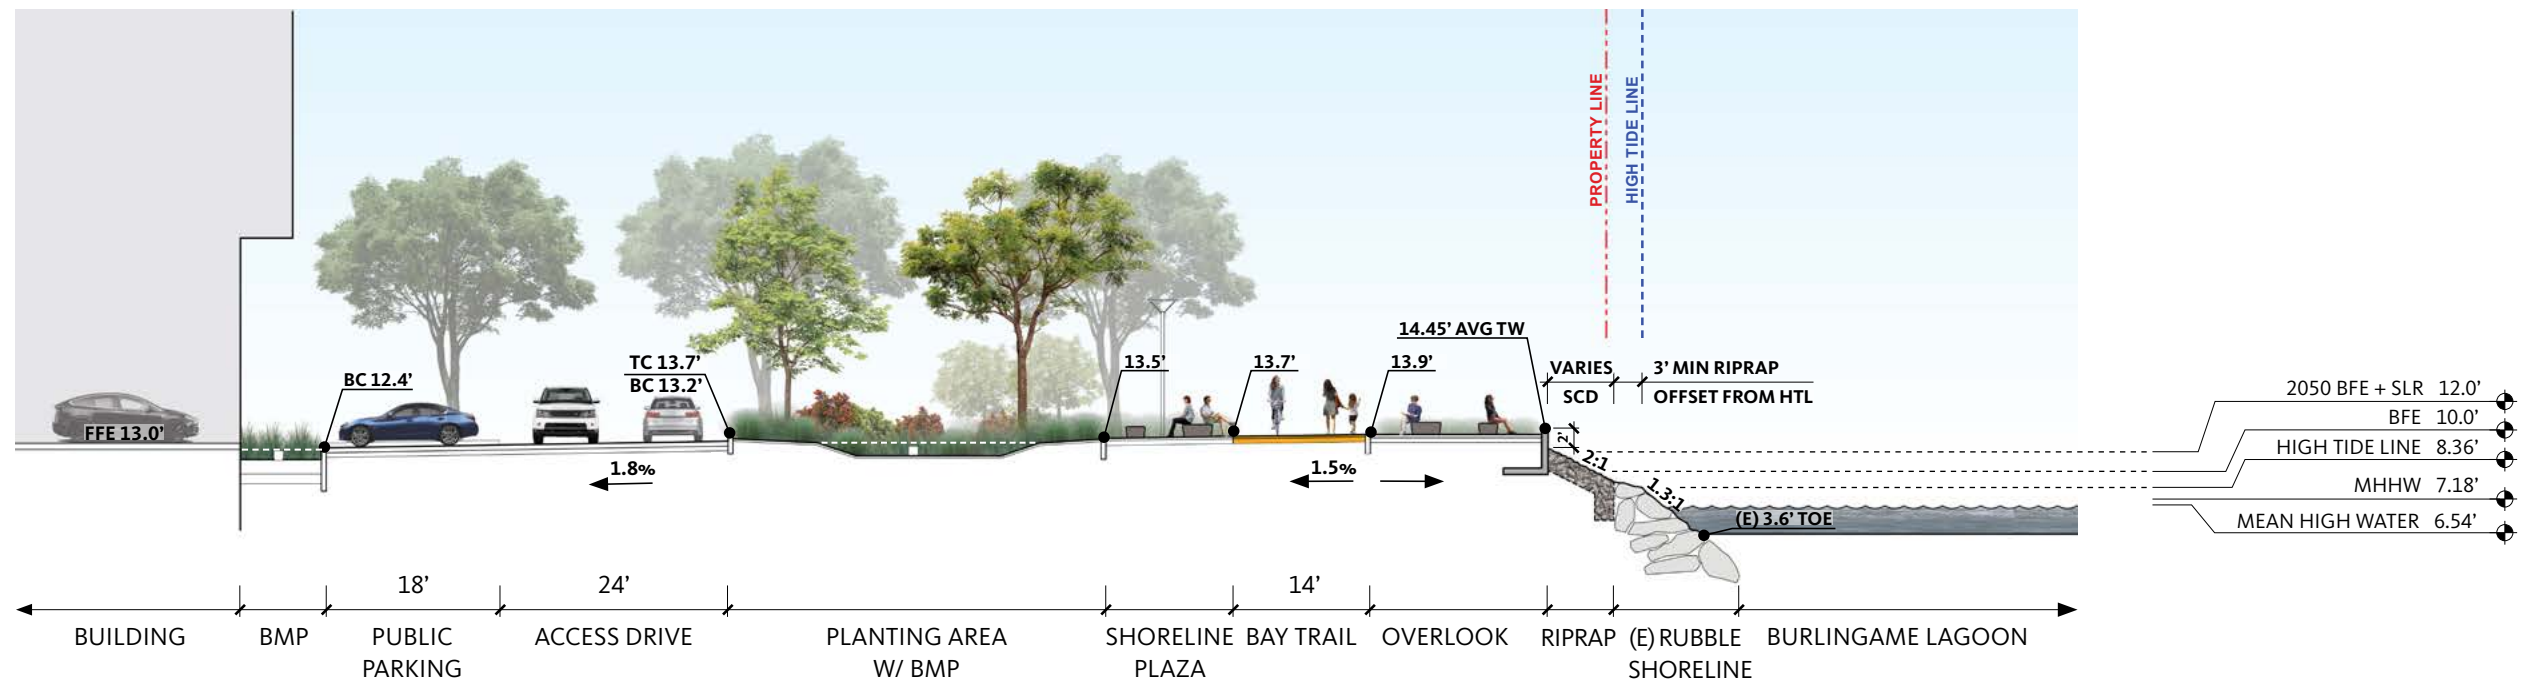 PROPERTY LINE
HIGH TIDE LINE
14.45’ AVG TW
TC 13.7’
BC 13.2’
BC 12.4’
13.5’
13.7’
13.9’
VARIES
SCD
3’ MIN RIPRAP
OFFSET FROM HTL
2050 BFE + SLR 12.0’
BFE 10.0’
HIGH TIDE LINE 8.36’
MHHW 7.18’
MEAN HIGH WATER 6.54’
FFE 13.0’
2’
2:1
1.3:1
1.8%
1.5%
(E) 3.6’ TOE
18’
24’
14’
BUILDING
BMP
PUBLIC
PARKING
ACCESS DRIVE
PLANTING AREA
W/ BMP
SHORELINE
PLAZA
BAY TRAIL
OVERLOOK
RIPRAP
(E) RUBBLE
SHORELINE
BURLINGAME LAGOON